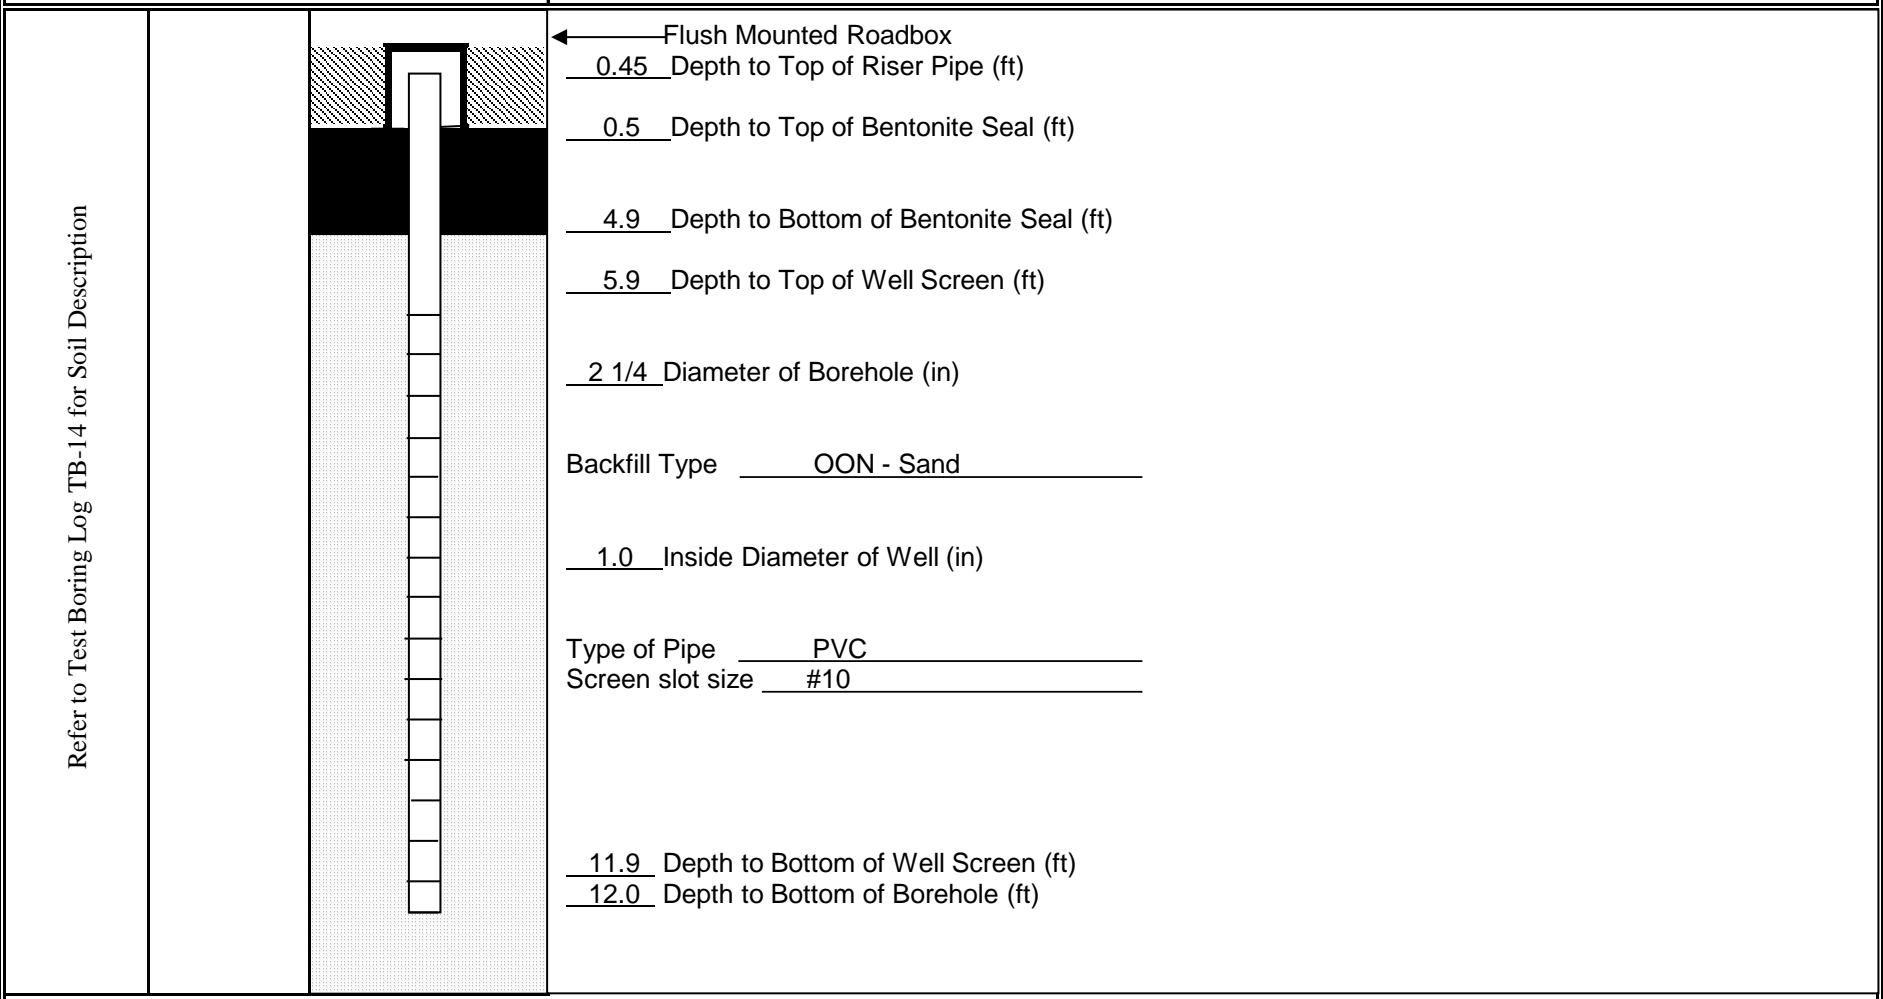 Refer to Test Boring Log TB-14 for Soil Description
Flush Mounted Roadbox
0.45 Depth to Top of Riser Pipe (ft)
0.5 Depth to Top of Bentonite Seal (ft)
4.9 Depth to Bottom of Bentonite Seal (ft)
5.9 Depth to Top of Well Screen (ft)
2 1/4 Diameter of Borehole (in)
Backfill Type OON - Sand
1.0 Inside Diameter of Well (in)
Type of Pipe PVC
Screen slot size #10
11.9 Depth to Bottom of Well Screen (ft)
12.0 Depth to Bottom of Borehole (ft)